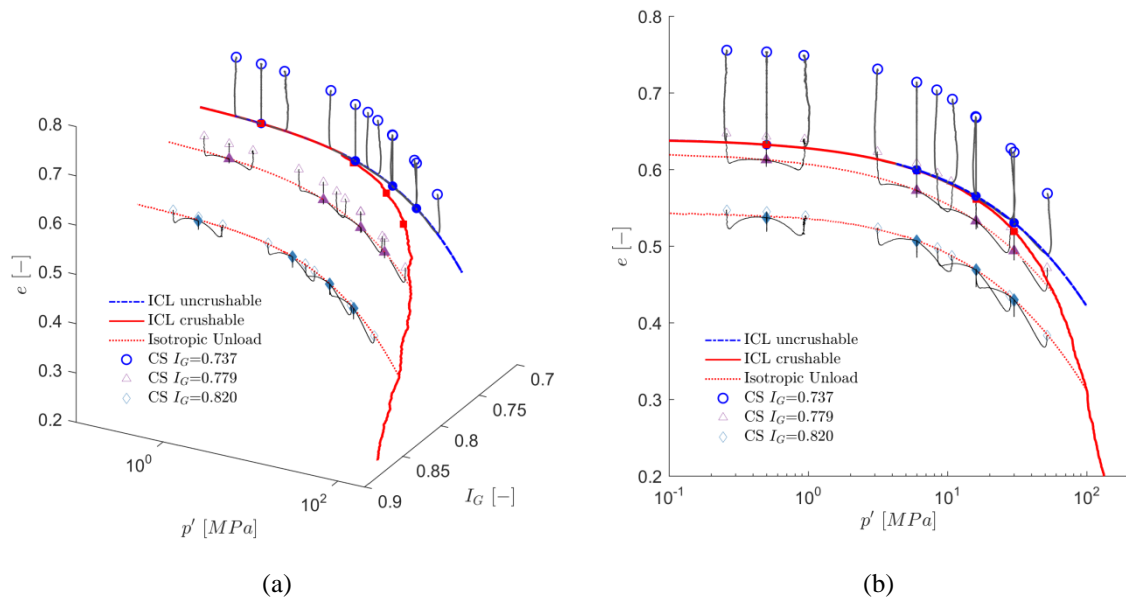 0.8
0.7
0.6
0.5
0.4
0.3
0.2
e [−]
ICL uncrushable
ICL crushable
Isotropic Unload
CS I_G=0.737
CS I_G=0.779
CS I_G=0.820
10^0
10^2
p′ [MPa]
0.7
0.75
0.8
0.85
0.9
I_G [−]
(a)
0.8
0.7
0.6
0.5
0.4
0.3
0.2
e [−]
ICL uncrushable
ICL crushable
Isotropic Unload
CS I_G=0.737
CS I_G=0.779
CS I_G=0.820
10^-1
10^0
10^1
10^2
p′ [MPa]
(b)